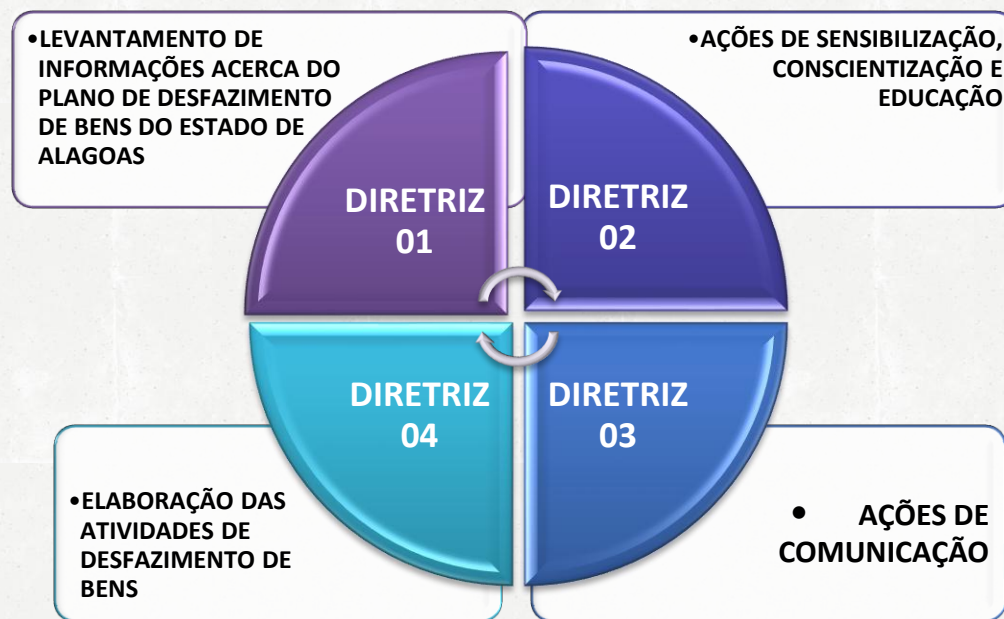 •LEVANTAMENTO DE
INFORMAÇÕES ACERCA DO
PLANO DE DESFAZIMENTO
DE BENS DO ESTADO DE
ALAGOAS
•AÇÕES DE SENSIBILIZAÇÃO,
CONSCIENTIZAÇÃO E
EDUCAÇÃO
DIRETRIZ
01
DIRETRIZ
02
DIRETRIZ
04
DIRETRIZ
03
•ELABORAÇÃO DAS
ATIVIDADES DE
DESFAZIMENTO DE
BENS
• AÇÕES DE
COMUNICAÇÃO